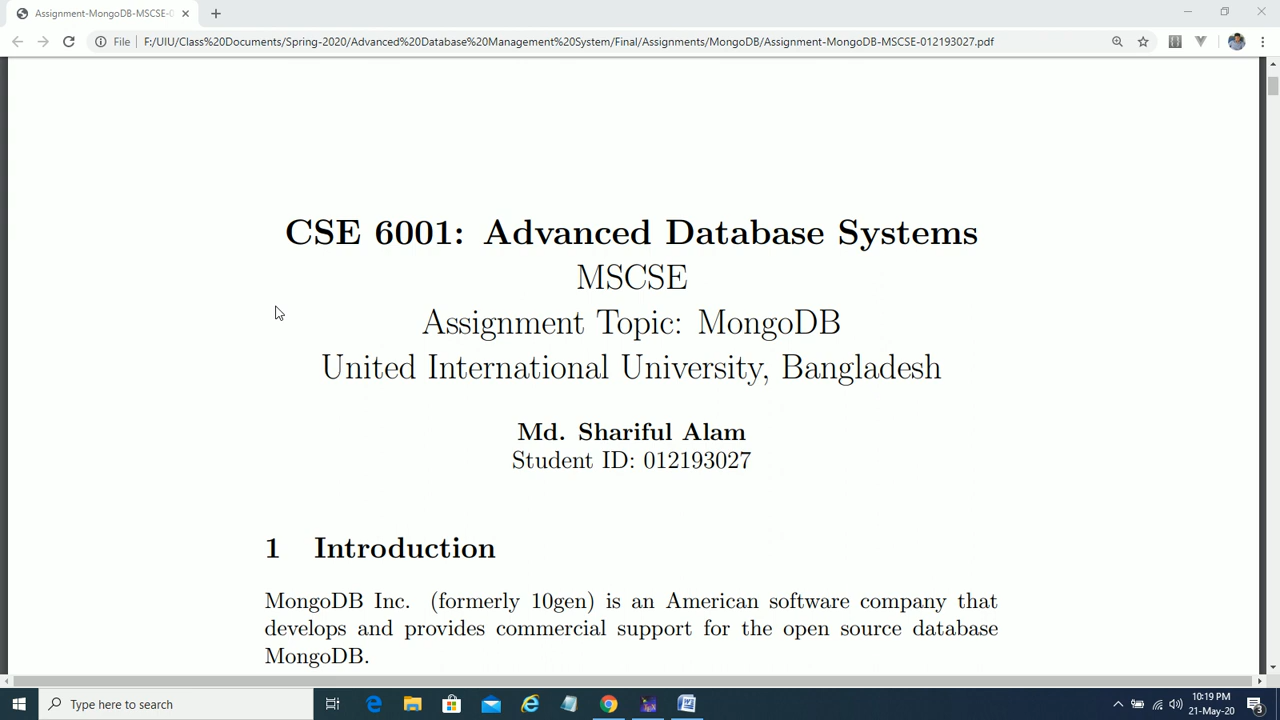 Assignment-MongoDB-MSCSE-0
File
F:/UIU/Class%20Documents/Spring-2020/Advanced%20Database%20Management%20System/Final/Assignments/MongoDB/Assignment-MongoDB-MSCSE-012193027.pdf
CSE 6001: Advanced Database Systems
MSCSE
Assignment Topic: MongoDB
United International University, Bangladesh
Md. Shariful Alam
Student ID: 012193027
1 Introduction
MongoDB Inc. (formerly 10gen) is an American software company that
develops and provides commercial support for the open source database
MongoDB.
Type here to search
10:19 PM
21-May-20
3